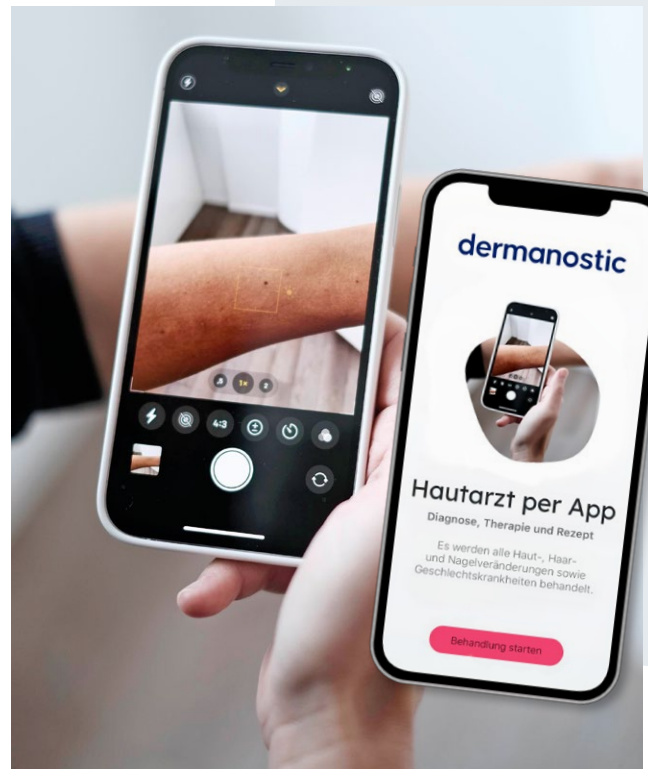 4:3
1×
dermanostic
Hautarzt per App
Diagnose, Therapie und Rezept
Es werden alle Haut-, Haar-
und Nagelveränderungen sowie
Geschlechtskrankheiten behandelt.
Behandlung starten